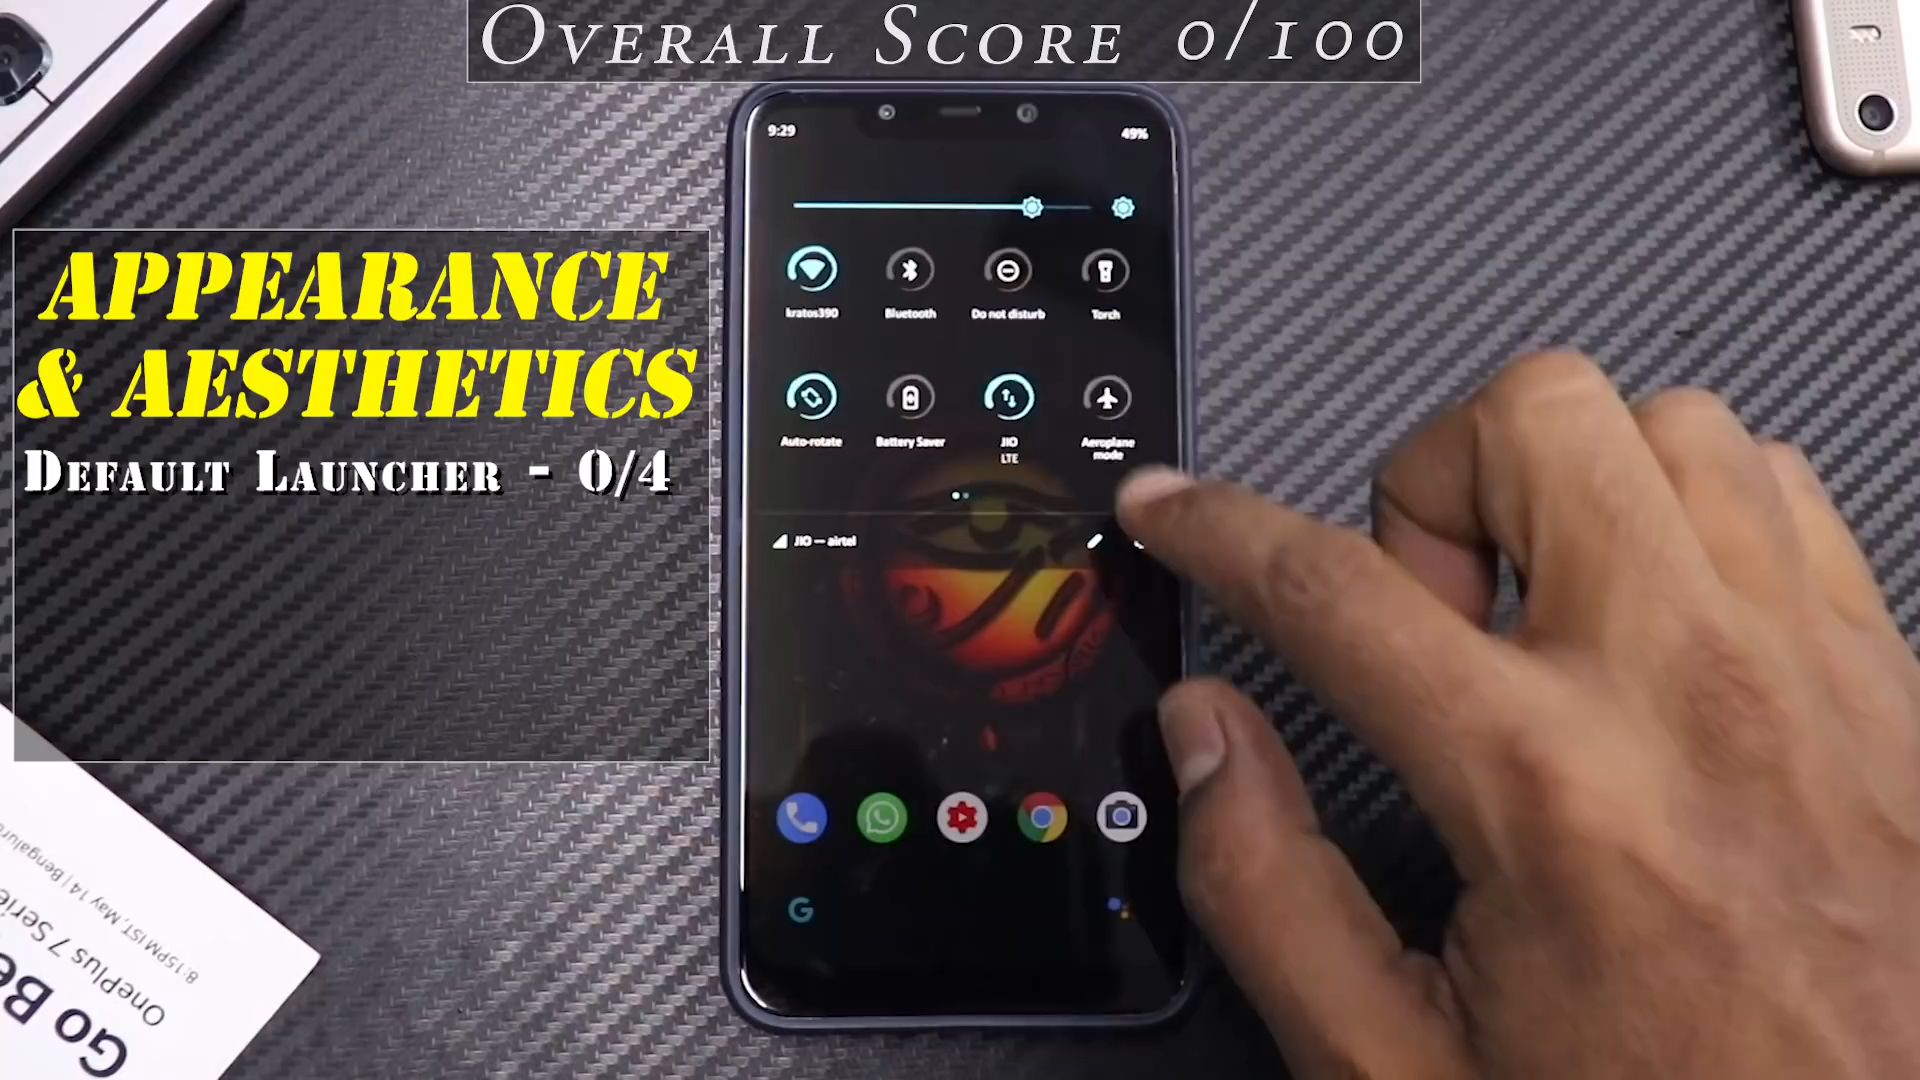 Overall Score 0/100
9:29
49%
APPEARANCE
& AESTHETICS
Default Launcher - 0/4
kratos390
Bluetooth
Do not disturb
Torch
Auto-rotate
Battery Saver
JIO
LTE
Aeroplane
mode
JIO — airtel
G
8:15PM IST, May 14 | Bengaluru
OnePlus 7 Serie
Go Be